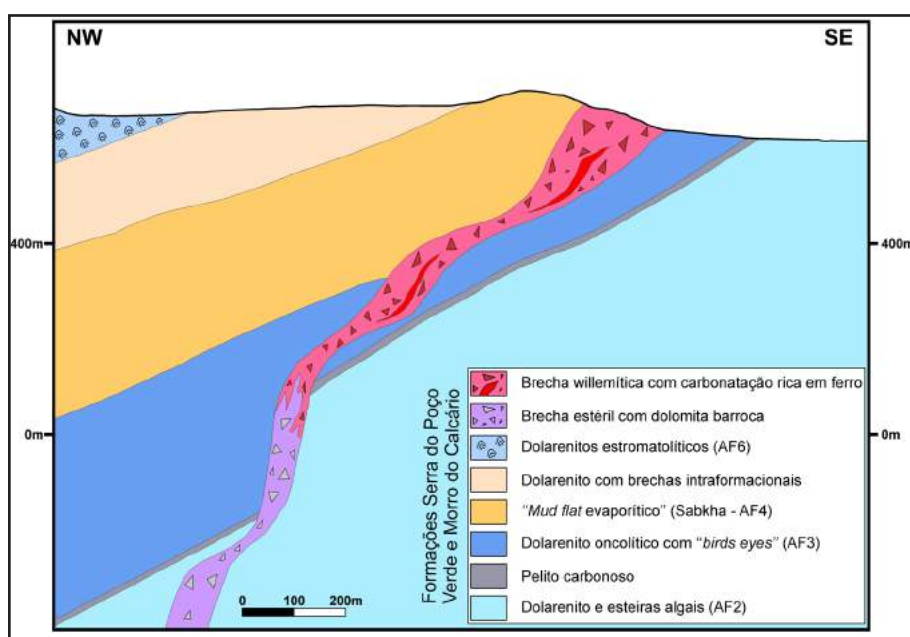 NW
SE
400m
400m
0m
0m
0 100 200m
Formações Serra do Poço
Verde e Morro do Calcário
Brecha willemítica com carbonatação rica em ferro
Brecha estéril com dolomita barroca
Dolarenitos estromatolíticos (AF6)
Dolarenito com brechas intraformacionais
“Mud flat evaporítico” (Sabkha - AF4)
Dolarenito oncolítico com “birds eyes” (AF3)
Pelito carbonoso
Dolarenito e esteiras algais (AF2)